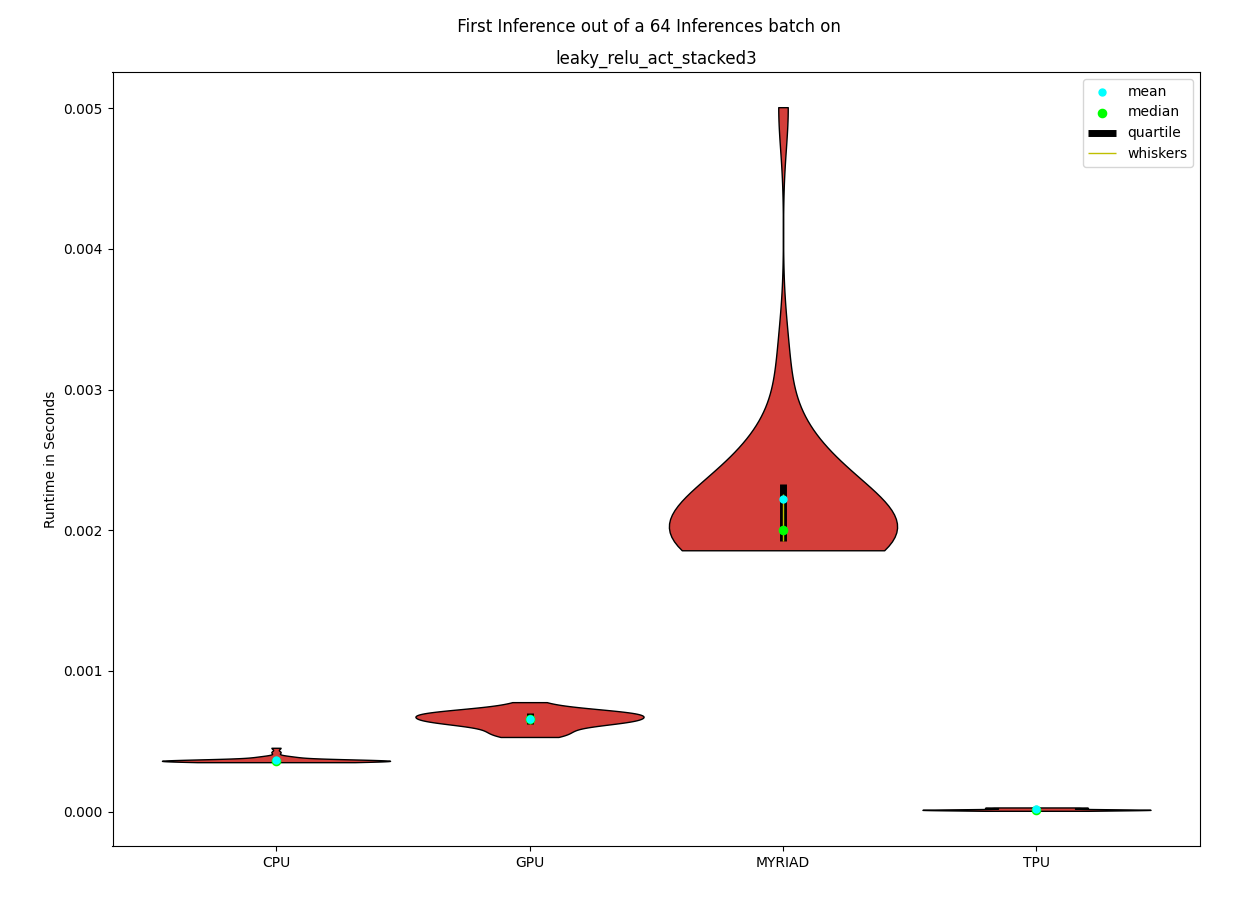 First Inference out of a 64 Inferences batch on
leaky_relu_act_stacked3
mean
median
quartile
whiskers
0.005
0.004
0.003
0.002
0.001
0.000
Runtime in Seconds
CPU GPU MYRIAD TPU